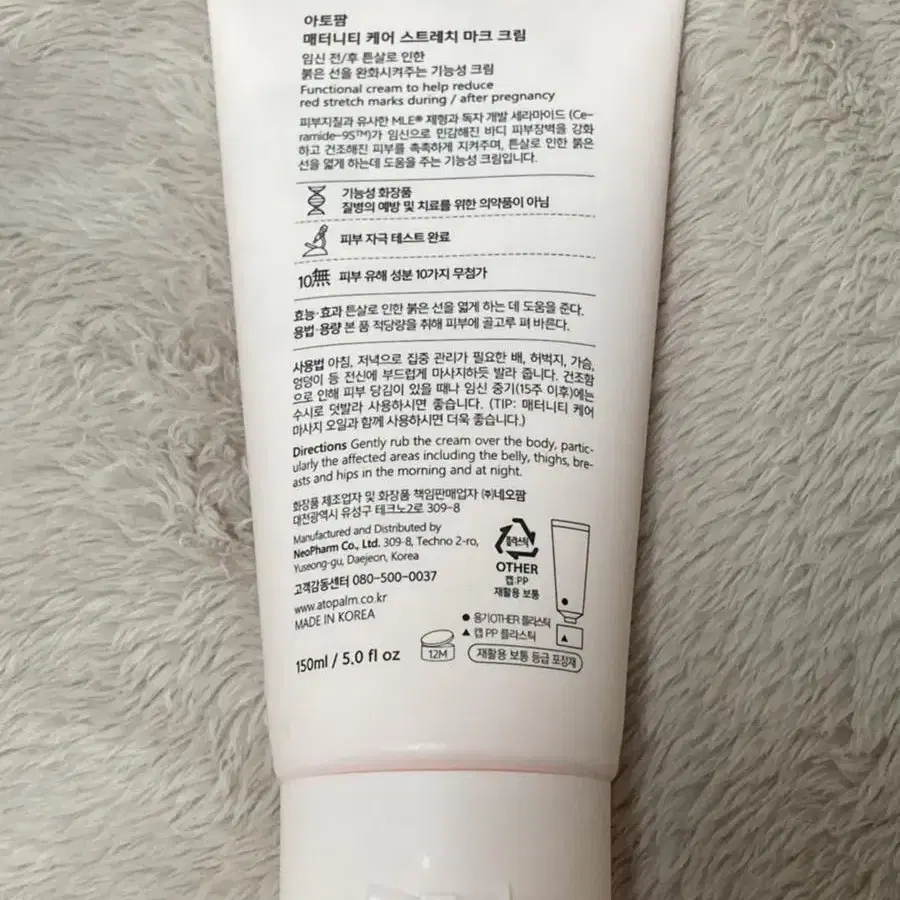 아토팜
매터니티 케어 스트레치 마크 크림
임신 전/후 튼살로 인한
붉은 선을 완화시켜주는 기능성 크림
Functional cream to help reduce
red stretch marks during / after pregnancy
피부지질과 유사한 MLE® 제형과 독자 개발 세라마이드 (Ce-
ramide-9S™)가 임신으로 민감해진 바디 피부장벽을 강화
하고 건조해진 피부를 촉촉하게 지켜주며, 튼살로 인한 붉은
선을 엷게 하는데 도움을 주는 기능성 크림입니다.
기능성 화장품
질병의 예방 및 치료를 위한 의약품이 아님
피부 자극 테스트 완료
10無 피부 유해 성분 10가지 무첨가
효능·효과 튼살로 인한 붉은 선을 엷게 하는 데 도움을 준다.
용법·용량 본 품 적당량을 취해 피부에 골고루 펴 바른다.
사용법 아침, 저녁으로 집중 관리가 필요한 배, 허벅지, 가슴,
엉덩이 등 전신에 부드럽게 마사지하듯 발라 줍니다. 건조함
으로 인해 피부 당김이 있을 때나 임신 중기(15주 이후)에는
수시로 덧발라 사용하시면 좋습니다. (TIP: 매터니티 케어
마사지 오일과 함께 사용하시면 더욱 좋습니다.)
Directions Gently rub the cream over the body, partic-
ularly the affected areas including the belly, thighs, bre-
asts and hips in the morning and at night.
화장품 제조업자 및 화장품 책임판매업자 ㈜네오팜
대전광역시 유성구 테크노2로 309-8
Manufactured and Distributed by
NeoPharm Co., Ltd. 309-8, Techno 2-ro,
Yuseong-gu, Daejeon, Korea
고객감동센터 080-500-0037
www.atopalm.co.kr
MADE IN KOREA
150ml / 5.0 fl oz
12M
플라스틱
OTHER
캡:PP
재활용 보통
● 용기OTHER 플라스틱
▲ 캡 PP 플라스틱
재활용 보통 등급 포장재